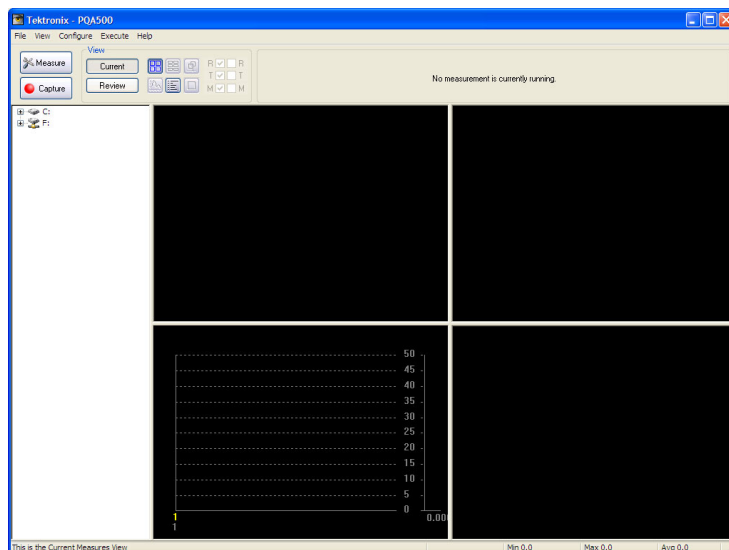 Tektronix - PQA500
File View Configure Execute Help
View
Measure
Current
R R
T T
No measurement is currently running.
Capture
Review
M M
C:
F:
50
45
40
35
30
25
20
15
10
5
0
1
1
0.00
This is the Current Measures View
Min 0.0 Max 0.0 Avg 0.0